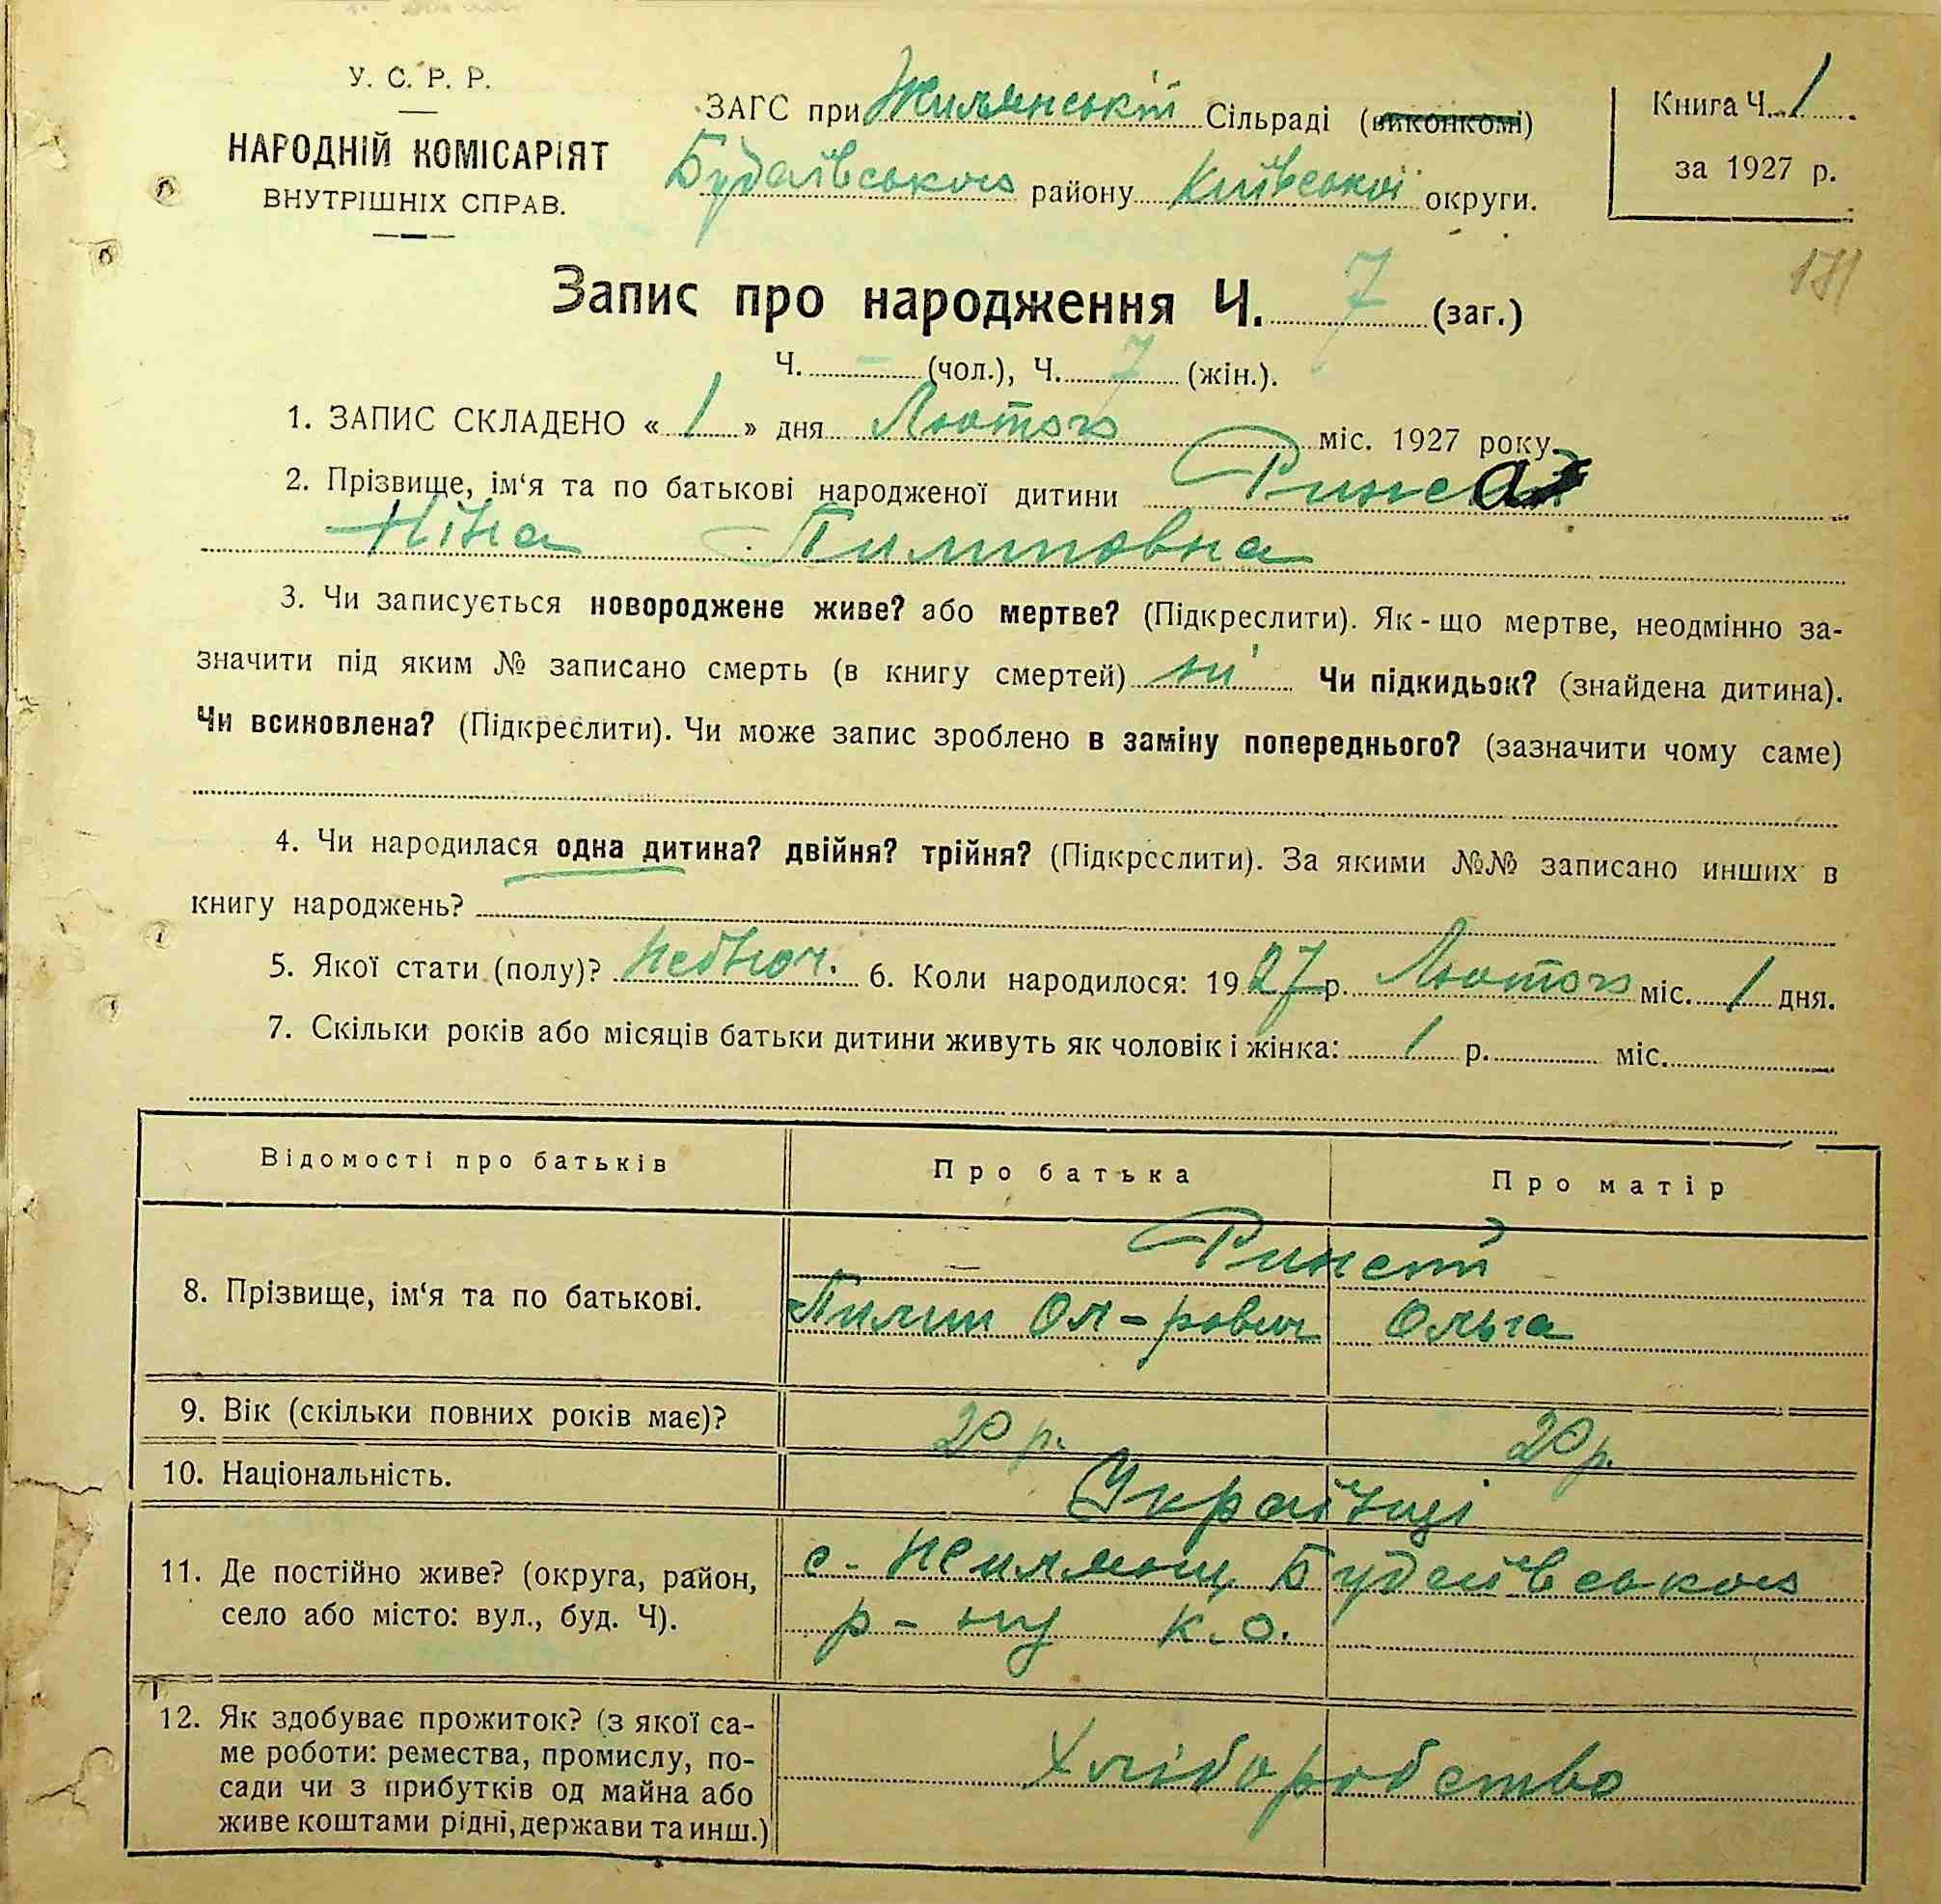 У. С. Р. Р.
НАРОДНІЙ КОМІСАРІЯТ
ВНУТРІШНІХ СПРАВ.
ЗАГС при Жилянській Сільраді (виконкомі)
Будаївського району Київської округи.
Книга Ч. 1
за 1927 р.
181
Запис про народження Ч. 7 (заг.)
Ч. - (чол.), Ч. 7 (жін.).
1. ЗАПИС СКЛАДЕНО « 1 » дня Лютого міс. 1927 року.
2. Прізвище, ім‘я та по батькові народженої дитини
Ніна Пилиповна
3. Чи записується новороджене живе? або мертве? (Підкреслити). Як - що мертве, неодмінно за-
значити під яким № записано смерть (в книгу смертей) ні Чи підкидьок? (знайдена дитина).
Чи всиновлена? (Підкреслити). Чи може запис зроблено в заміну попереднього? (зазначити чому саме)
4. Чи народилася одна дитина? двійня? трійня? (Підкреслити). За якими №№ записано инших в
книгу народжень?
5. Якої стати (полу)? жіноч. 6. Коли народилося: 1927 р. Лютого міс. 1 дня.
7. Скільки років або місяців батьки дитини живуть як чоловік і жінка: 1 р. міс.
Відомості про батьків Про батька Про матір
8. Прізвище, ім‘я та по батькові.
Пилип Ол-рович Ольга
9. Вік (скільки повних років має)? 20 р. 20 р.
10. Національність. Українці
11. Де постійно живе? (округа, район, с. Жиляни, Будаївського
село або місто: вул., буд. Ч). р-ну К.О.
12. Як здобуває прожиток? (з якої са-
ме роботи: ремества, промислу, по-
сади чи з прибутків од майна або Хліборобство
живе коштами рідні, держави та инш.)